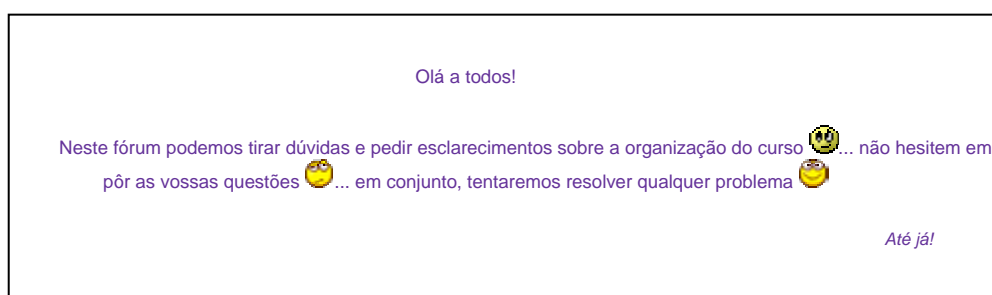 Olá a todos!
Neste fórum podemos tirar dúvidas e pedir esclarecimentos sobre a organização do curso ... não hesitem em
pôr as vossas questões ... em conjunto, tentaremos resolver qualquer problema
Até já!